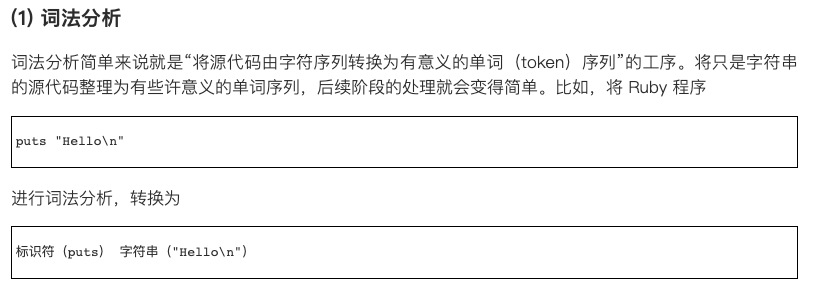 (1) 词法分析
词法分析简单来说就是“将源代码由字符序列转换为有意义的单词（token）序列”的工序。将只是字符串
的源代码整理为有些许意义的单词序列，后续阶段的处理就会变得简单。比如，将 Ruby 程序
puts "Hello\n"
进行词法分析，转换为
标识符（puts） 字符串（"Hello\n"）